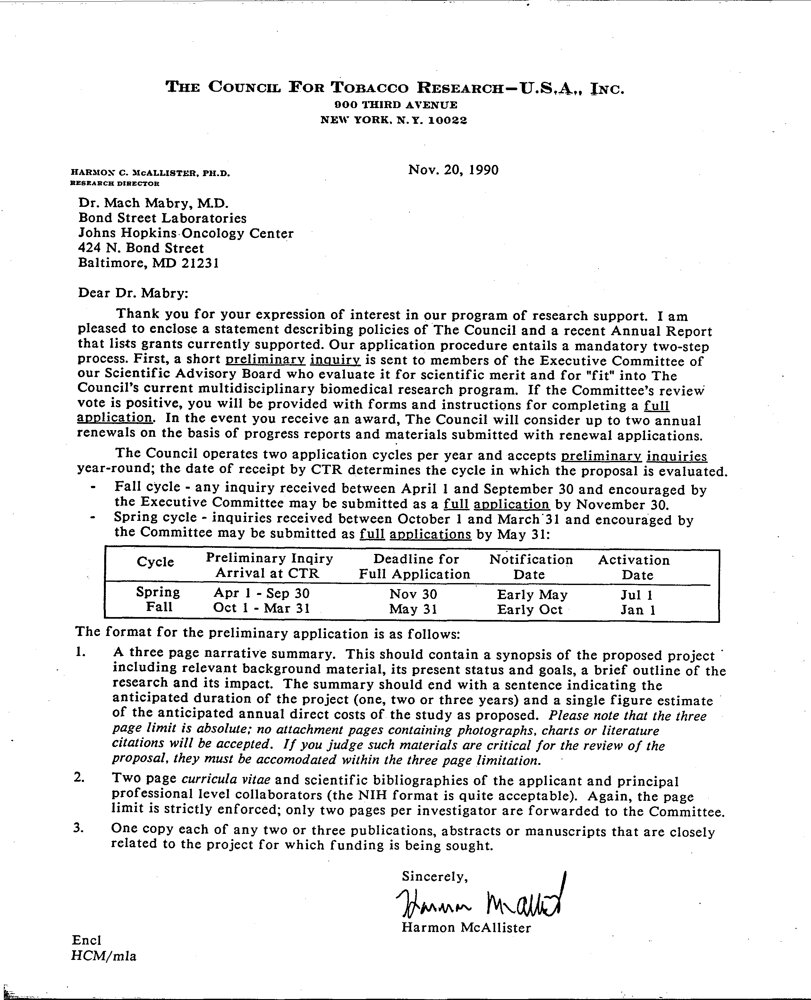 THE COUNCIL FOR TOBACCO RESEARCH—U.S.A., INC.
900 THIRD AVENUE
NEW YORK, N. Y. 10022
HARMON C. McALLISTER, PH.D.
RESEARCH DIRECTOR
Nov. 20, 1990
Dr. Mach Mabry, M.D.
Bond Street Laboratories
Johns Hopkins Oncology Center
424 N. Bond Street
Baltimore, MD 21231
Dear Dr. Mabry:
Thank you for your expression of interest in our program of research support. I am
pleased to enclose a statement describing policies of The Council and a recent Annual Report
that lists grants currently supported. Our application procedure entails a mandatory two-step
process. First, a short preliminary inquiry is sent to members of the Executive Committee of
our Scientific Advisory Board who evaluate it for scientific merit and for "fit" into The
Council's current multidisciplinary biomedical research program. If the Committee's review
vote is positive, you will be provided with forms and instructions for completing a full
application. In the event you receive an award, The Council will consider up to two annual
renewals on the basis of progress reports and materials submitted with renewal applications.
The Council operates two application cycles per year and accepts preliminary inquiries
year-round; the date of receipt by CTR determines the cycle in which the proposal is evaluated.
- Fall cycle - any inquiry received between April 1 and September 30 and encouraged by
the Executive Committee may be submitted as a full application by November 30.
- Spring cycle - inquiries received between October 1 and March 31 and encouraged by
the Committee may be submitted as full applications by May 31:
Cycle Preliminary Inqiry Deadline for Notification Activation
Arrival at CTR Full Application Date Date
Spring Apr 1 - Sep 30 Nov 30 Early May Jul 1
Fall Oct 1 - Mar 31 May 31 Early Oct Jan 1
The format for the preliminary application is as follows:
1. A three page narrative summary. This should contain a synopsis of the proposed project
including relevant background material, its present status and goals, a brief outline of the
research and its impact. The summary should end with a sentence indicating the
anticipated duration of the project (one, two or three years) and a single figure estimate
of the anticipated annual direct costs of the study as proposed. Please note that the three
page limit is absolute; no attachment pages containing photographs, charts or literature
citations will be accepted. If you judge such materials are critical for the review of the
proposal, they must be accomodated within the three page limitation.
2. Two page curricula vitae and scientific bibliographies of the applicant and principal
professional level collaborators (the NIH format is quite acceptable). Again, the page
limit is strictly enforced; only two pages per investigator are forwarded to the Committee.
3. One copy each of any two or three publications, abstracts or manuscripts that are closely
related to the project for which funding is being sought.
Sincerely,
Harmon McAllister
Harmon McAllister
Encl
HCM/mla